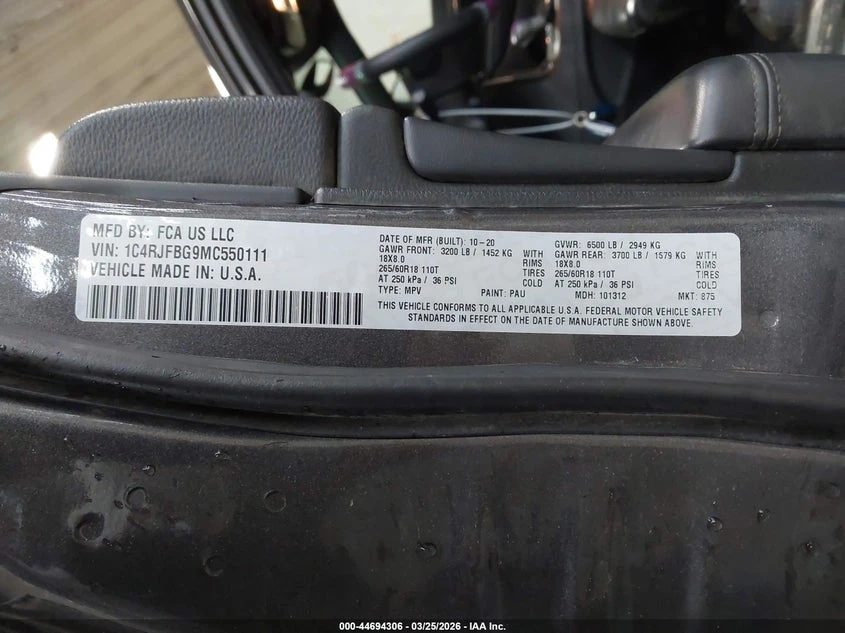 MFD BY: FCA US LLC
VIN: 1C4RJFBG9MC550111
VEHICLE MADE IN U.S.A.
DATE OF MFR (BUILT): 10-20 GVWR: 6500 LB / 2949 KG
GAWR FRONT: 3200 LB / 1452 KG WITH GAWR REAR: 3700 LB / 1579 KG WITH
18X8.0 RIMS 18X8.0 RIMS
265/60R18 110T TIRES 265/60R18 110T TIRES
AT 250 kPa / 36 PSI COLD AT 250 kPa / 36 PSI COLD
TYPE: MPV PAINT: PAU MDH: 101312 MKT: 875
THIS VEHICLE CONFORMS TO ALL APPLICABLE U.S.A. FEDERAL MOTOR VEHICLE SAFETY
STANDARDS IN EFFECT ON THE DATE OF MANUFACTURE SHOWN ABOVE.
000-44694306 | 03/25/2026 | IAA Inc.